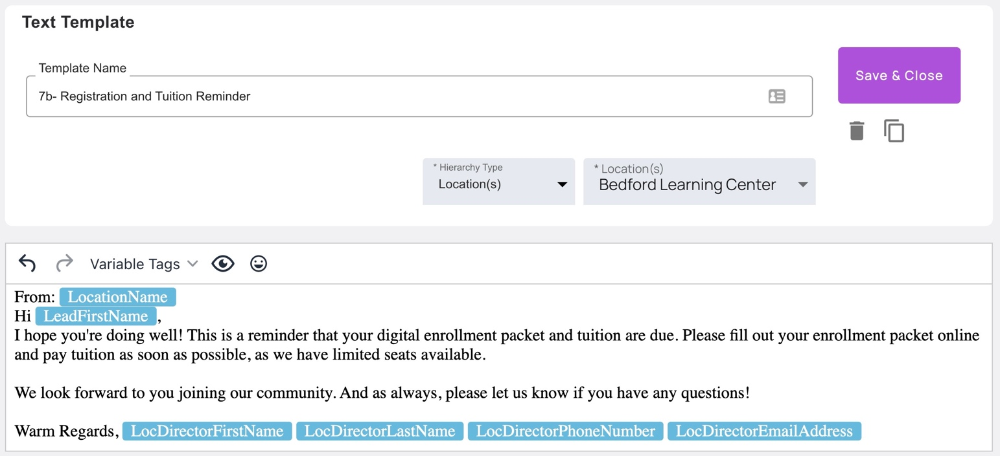 Text Template
Template Name
7b- Registration and Tuition Reminder
Save & Close
* Hierarchy Type
Location(s)
* Location(s)
Bedford Learning Center
Variable Tags
From: LocationName
Hi LeadFirstName ,
I hope you're doing well! This is a reminder that your digital enrollment packet and tuition are due. Please fill out your enrollment packet online
and pay tuition as soon as possible, as we have limited seats available.
We look forward to you joining our community. And as always, please let us know if you have any questions!
Warm Regards, LocDirectorFirstName LocDirectorLastName LocDirectorPhoneNumber LocDirectorEmailAddress